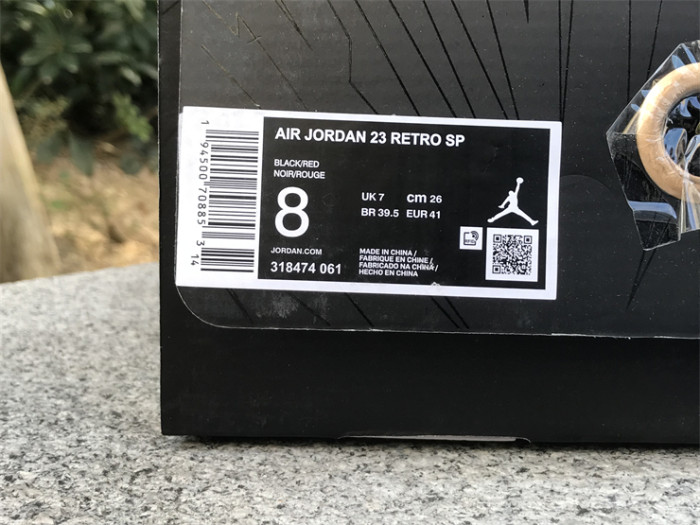 AIR JORDAN 23 RETRO SP
BLACK/RED
NOIR/ROUGE
8
UK 7 cm 26
BR 39.5 EUR 41
JORDAN.COM
318474 061
MADE IN CHINA /
FABRIQUE EN CHINE /
FABRICADO NA CHINA /
HECHO EN CHINA
1 94500 70885 3 14